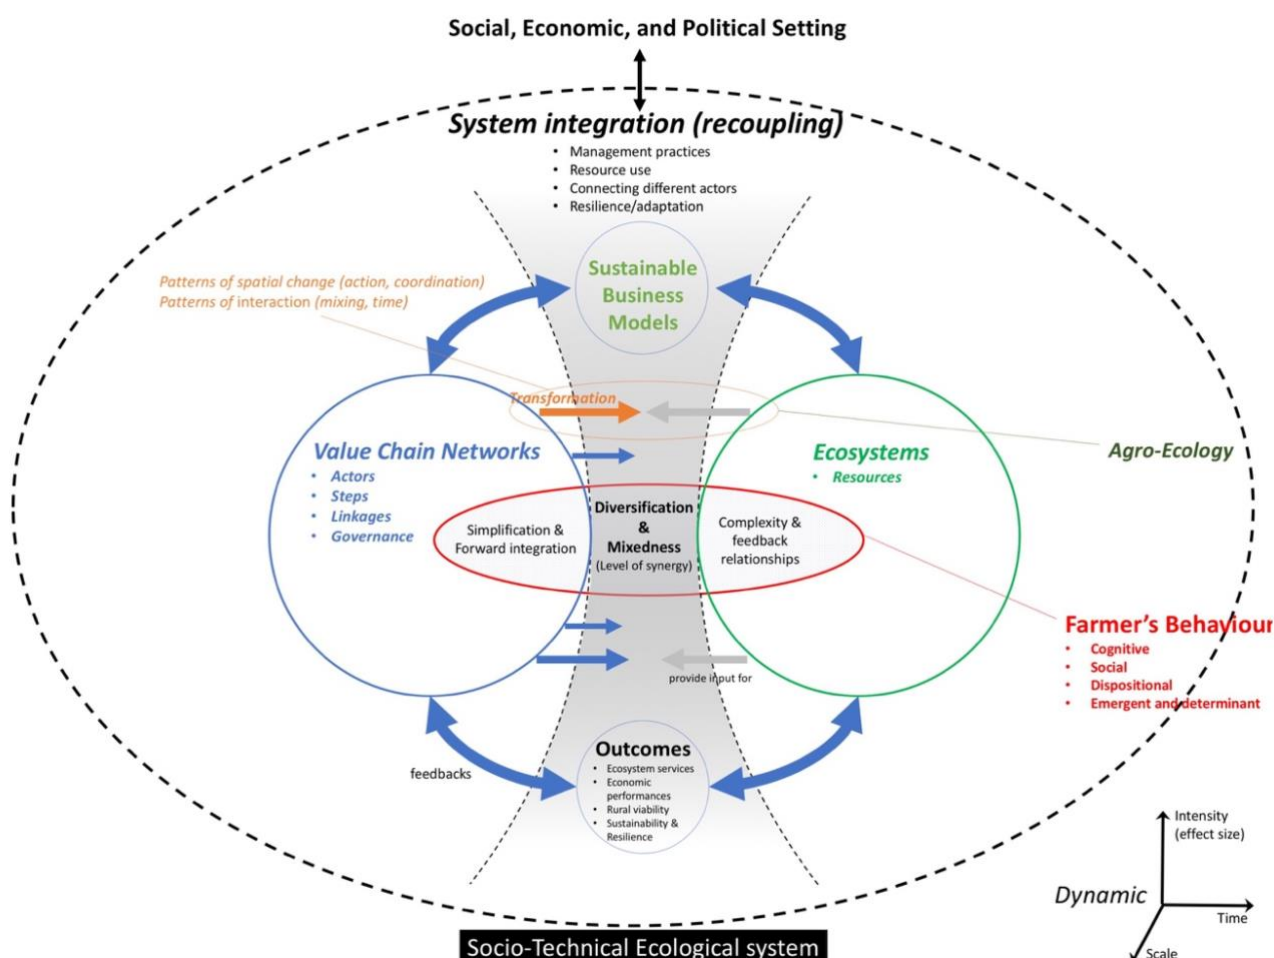 Social, Economic, and Political Setting
System integration (recoupling)
• Management practices
• Resource use
• Connecting different actors
• Resilience/adaptation
Sustainable
Business
Models
Patterns of spatial change (action, coordination)
Patterns of interaction (mixing, time)
Transformation
Value Chain Networks
• Actors
• Steps
• Linkages
• Governance
Ecosystems
• Resources
Agro-Ecology
Simplification &
Forward integration
Diversification
&
Mixedness
(Level of synergy)
Complexity &
feedback
relationships
Farmer's Behaviour
• Cognitive
• Social
• Dispositional
• Emergent and determinant
provide input for
feedbacks
Outcomes
• Ecosystem services
• Economic
performances
• Rural viability
• Sustainability &
Resilience
Intensity
(effect size)
Dynamic
Time
Scale
Socio-Technical Ecological system